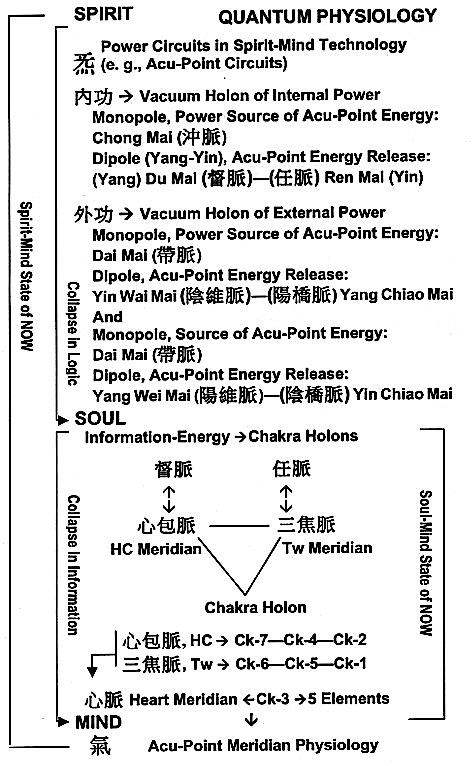 SPIRIT QUANTUM PHYSIOLOGY
炁 Power Circuits in Spirit-Mind Technology
(e. g., Acu-Point Circuits)
內功 → Vacuum Holon of Internal Power
Monopole, Power Source of Acu-Point Energy:
Chong Mai (沖脈)
Dipole (Yang-Yin), Acu-Point Energy Release:
(Yang) Du Mai (督脈)—(任脈) Ren Mai (Yin)
外功 → Vacuum Holon of External Power
Monopole, Power Source of Acu-Point Energy:
Dai Mai (帶脈)
Dipole, Acu-Point Energy Release:
Yin Wai Mai (陰維脈)—(陽橋脈) Yang Chiao Mai
And
Monopole, Source of Acu-Point Energy:
Dai Mai (帶脈)
Dipole, Acu-Point Energy Release:
Yang Wei Mai (陽維脈)—(陰橋脈) Yin Chiao Mai
Spirit-Mind State of NOW
Collapse in Logic
SOUL
Information-Energy → Chakra Holons
督脈 任脈
心包脈 三焦脈
HC Meridian Tw Meridian
Chakra Holon
Collapse in Information
Soul-Mind State of NOW
心包脈, HC → Ck-7—Ck-4—Ck-2
三焦脈, Tw → Ck-6—Ck-5—Ck-1
心脈 Heart Meridian ←Ck-3 →5 Elements
MIND
氣 Acu-Point Meridian Physiology